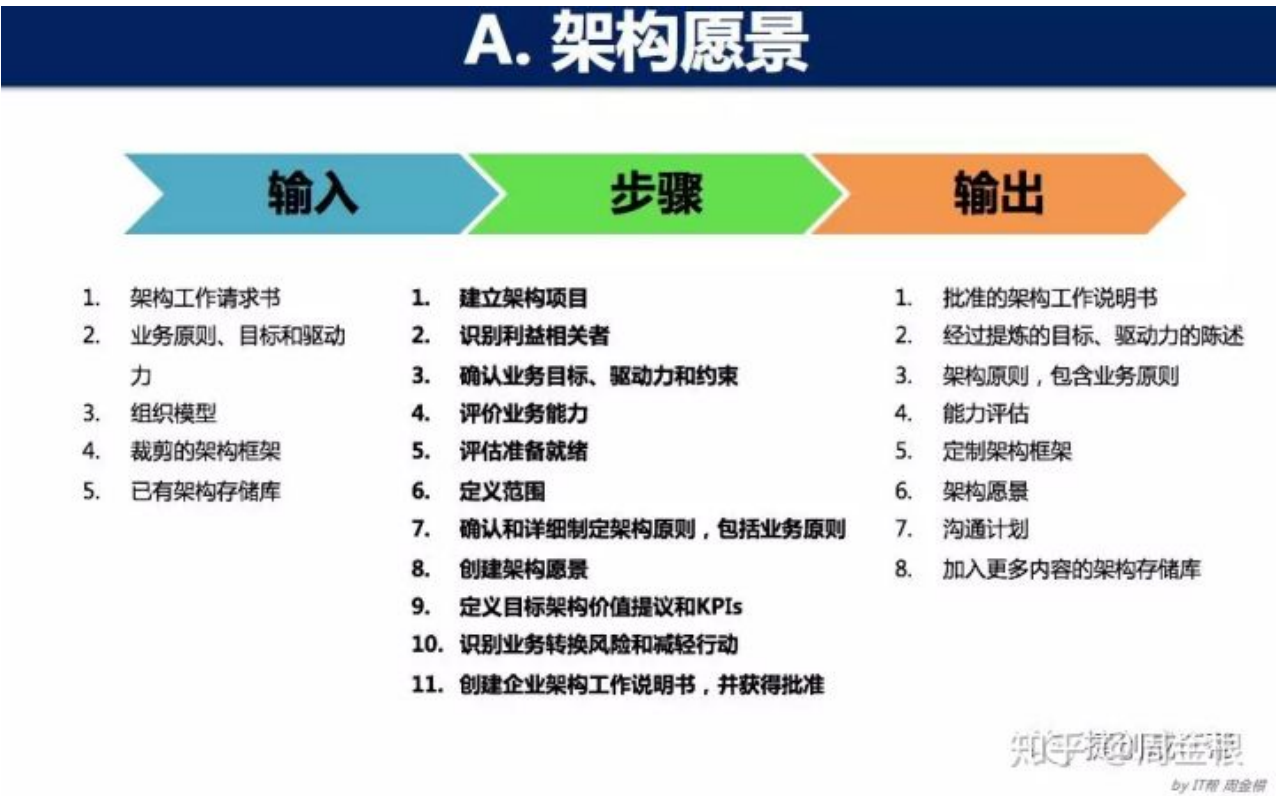 A. 架构愿景
输入
步骤
输出
1. 架构工作请求书
2. 业务原则、目标和驱动
力
3. 组织模型
4. 裁剪的架构框架
5. 已有架构存储库
1. 建立架构项目
2. 识别利益相关者
3. 确认业务目标、驱动力和约束
4. 评价业务能力
5. 评估准备就绪
6. 定义范围
7. 确认和详细制定架构原则，包括业务原则
8. 创建架构愿景
9. 定义目标架构价值提议和KPIs
10. 识别业务转换风险和减轻行动
11. 创建企业架构工作说明书，并获得批准
1. 批准的架构工作说明书
2. 经过提炼的目标、驱动力的陈述
3. 架构原则，包含业务原则
4. 能力评估
5. 定制架构框架
6. 架构愿景
7. 沟通计划
8. 加入更多内容的架构存储库
知乎 @周金根
by IT帮 周金根